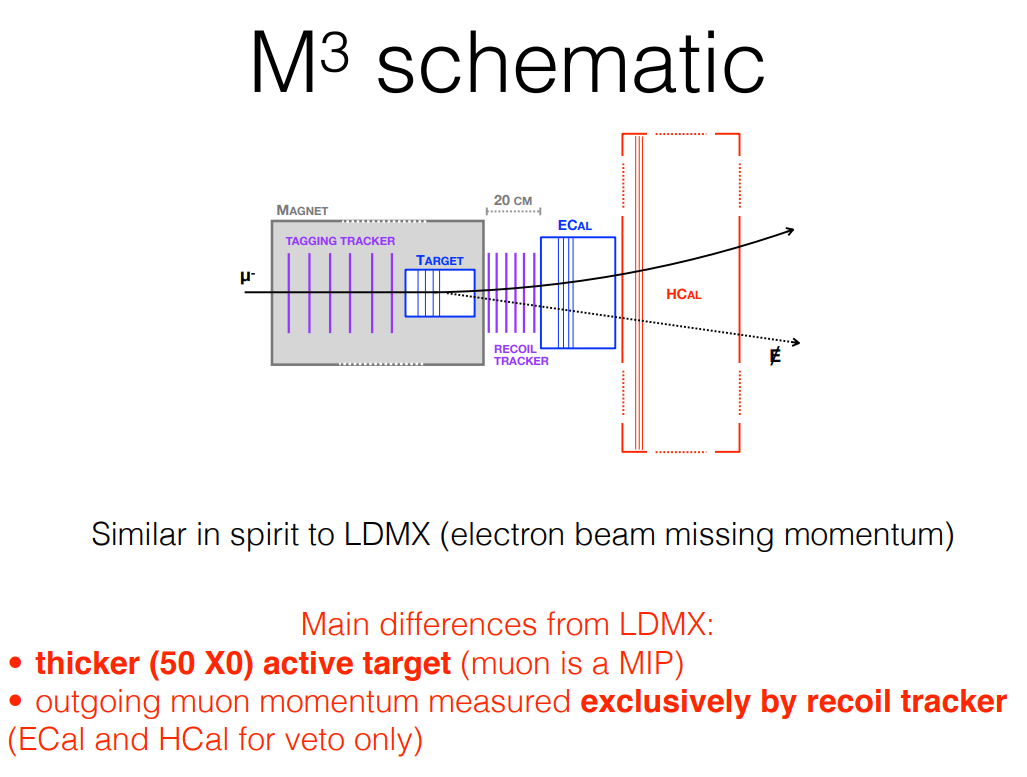 M³ schematic
20 CM
MAGNET
ECAL
TAGGING TRACKER
TARGET
μ-
HCAL
RECOIL
TRACKER
E̸
Similar in spirit to LDMX (electron beam missing momentum)
Main differences from LDMX:
• thicker (50 X0) active target (muon is a MIP)
• outgoing muon momentum measured exclusively by recoil tracker
(ECal and HCal for veto only)